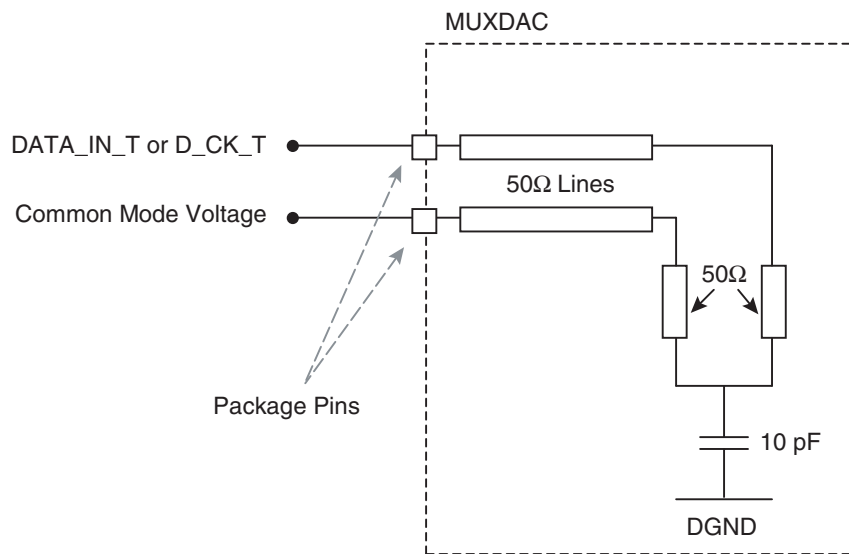 MUXDAC
DATA_IN_T or D_CK_T
50Ω Lines
Common Mode Voltage
50Ω
Package Pins
10 pF
DGND